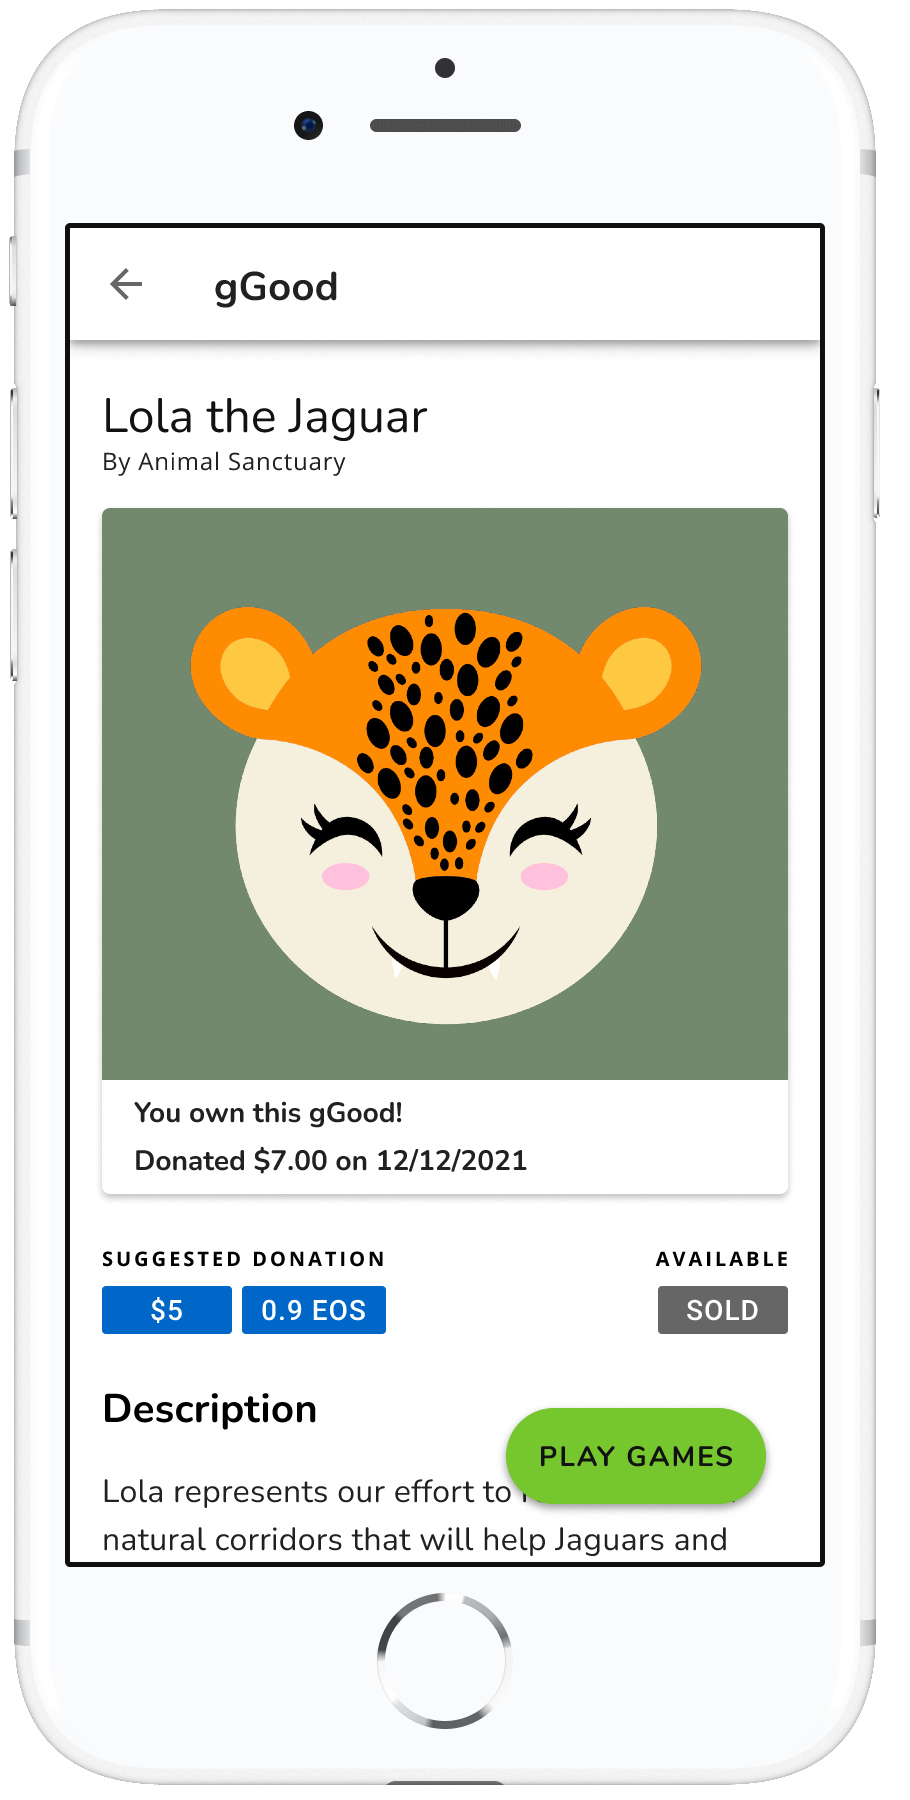 gGood
Lola the Jaguar
By Animal Sanctuary
You own this gGood!
Donated $7.00 on 12/12/2021
SUGGESTED DONATION
AVAILABLE
$5
0.9 EOS
SOLD
Description
PLAY GAMES
Lola represents our effort to
natural corridors that will help Jaguars and